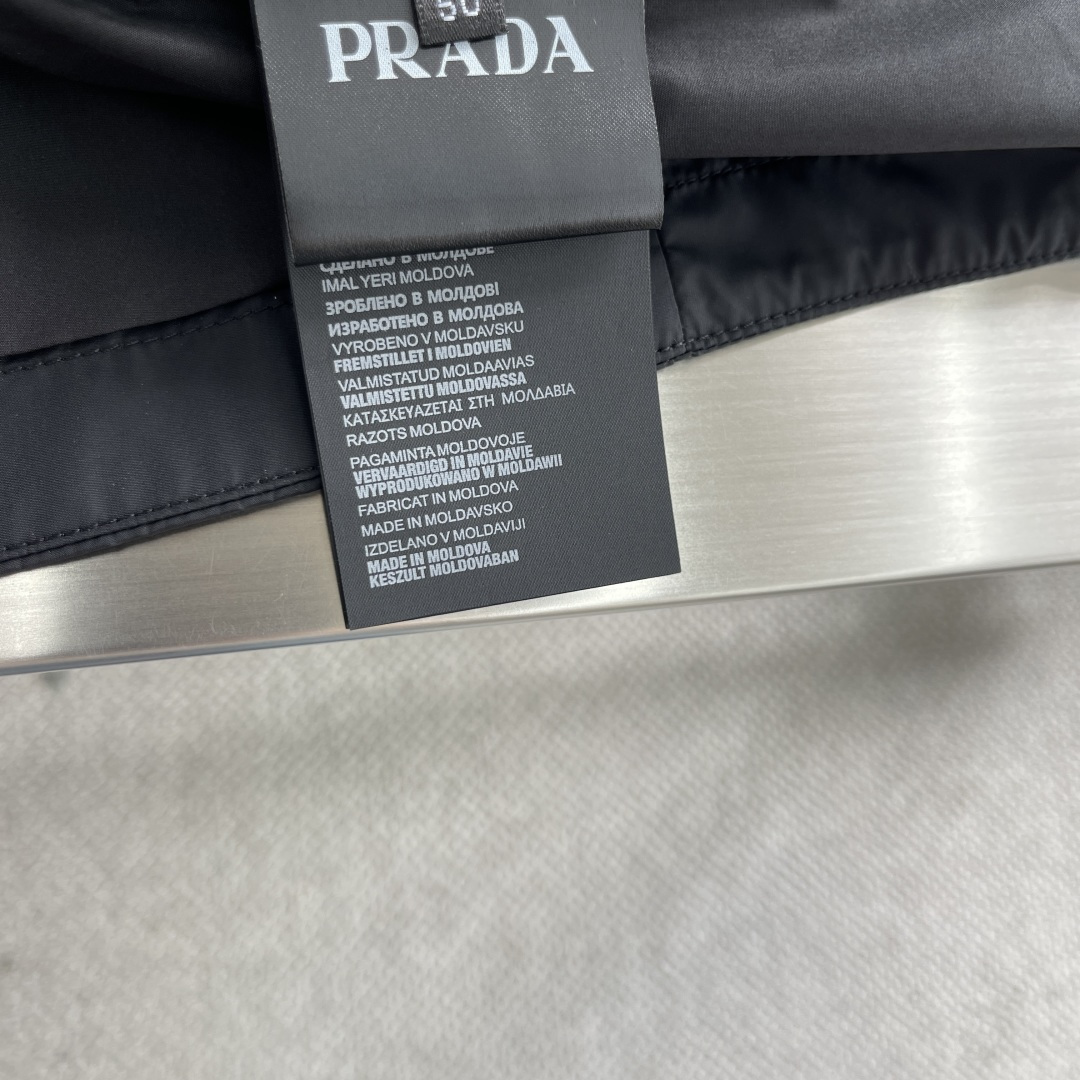 50
PRADA
СДЕЛАНО В МОЛДОВЕ
IMAL YERI MOLDOVA
ЗРОБЛЕНО В МОЛДОВІ
ИЗРАБОТЕНО В МОЛДОВА
VYROBENO V MOLDAVSKU
FREMSTILLET I MOLDOVIEN
VALMISTATUD MOLDAAVIAS
VALMISTETTU MOLDOVASSA
ΚΑΤΑΣΚΕΥΑΖΕΤΑΙ ΣΤΗ ΜΟΛΔΑΒΙΑ
RAZOTS MOLDOVA
PAGAMINTA MOLDOVOJE
VERVAARDIGD IN MOLDAVIE
WYPRODUKOWANO W MOLDAWII
FABRICAT IN MOLDOVA
MADE IN MOLDAVSKO
IZDELANO V MOLDAVIJI
MADE IN MOLDOVA
KESZULT MOLDOVABAN